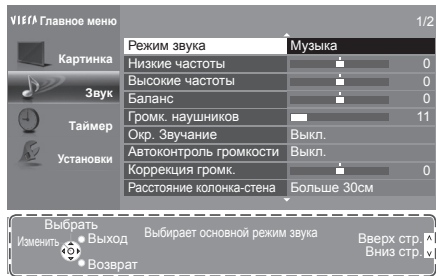 VIErA Главное меню
1/2
Картинка
Звук
Таймер
Установки
Режим звука Музыка
Низкие частоты 0
Высокие частоты 0
Баланс 0
Громк. наушников 11
Окр. Звучание Выкл.
Автоконтроль громкости Выкл.
Коррекция громк. 0
Расстояние колонка-стена Больше 30см
Выбрать
Изменить
Выход
Возврат
Выбирает основной режим звука
Вверх стр.
Вниз стр.